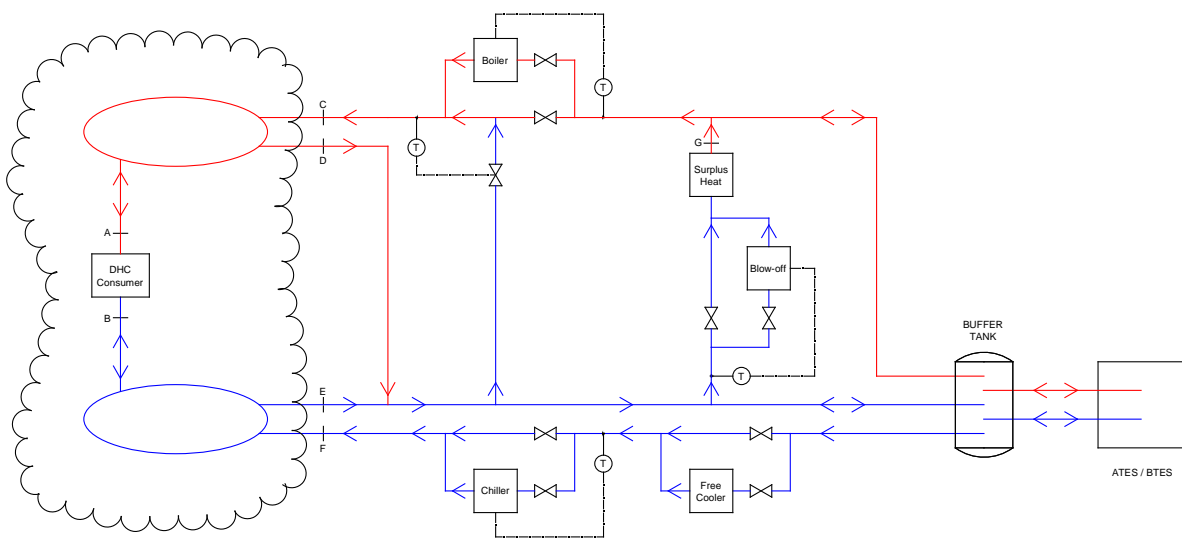 Boiler
T
C
T
D
G
Surplus
Heat
A
DHC
Consumer
Blow-off
B
BUFFER
TANK
T
E
F
T
Chiller
Free
Cooler
ATES / BTES